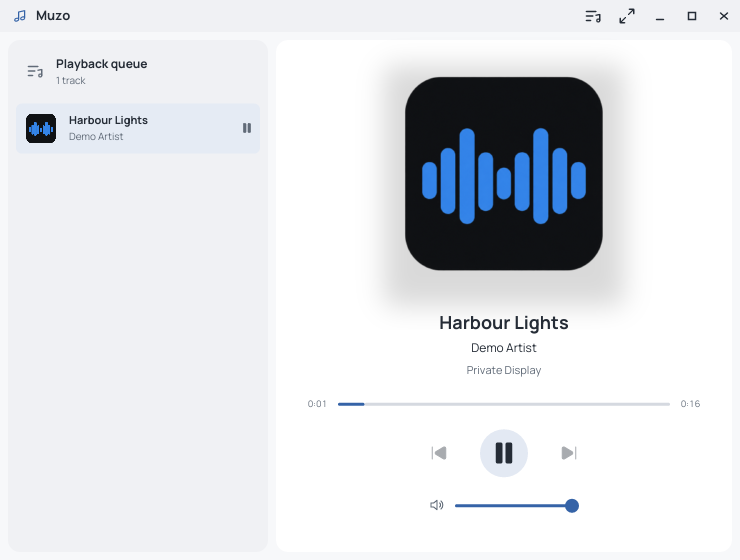 Muzo
Playback queue
1 track
Harbour Lights
Demo Artist
Harbour Lights
Demo Artist
Private Display
0:01
0:16